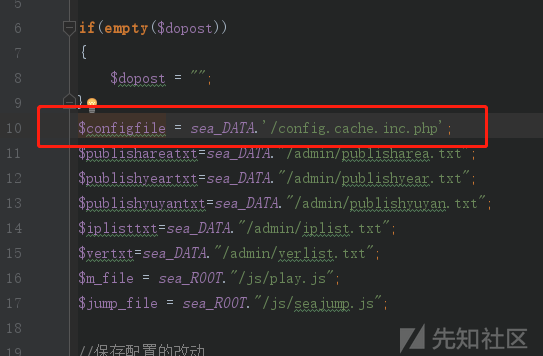 5
6 if(empty($dopost))
7 {
8 $dopost = "";
9 }
10 $configfile = sea_DATA.'/config.cache.inc.php';
11 $publishareatxt=sea_DATA."/admin/publisharea.txt";
12 $publishyeartxt=sea_DATA."/admin/publishyear.txt";
13 $publishyuyantxt=sea_DATA."/admin/publishyuyan.txt";
14 $iplisttxt=sea_DATA."/admin/iplist.txt";
15 $vertxt=sea_DATA."/admin/verlist.txt";
16 $m_file = sea_ROOT."/js/play.js";
17 $jump_file = sea_ROOT."/js/seajump.js";
18
19 //保存配置的改动
先知社区